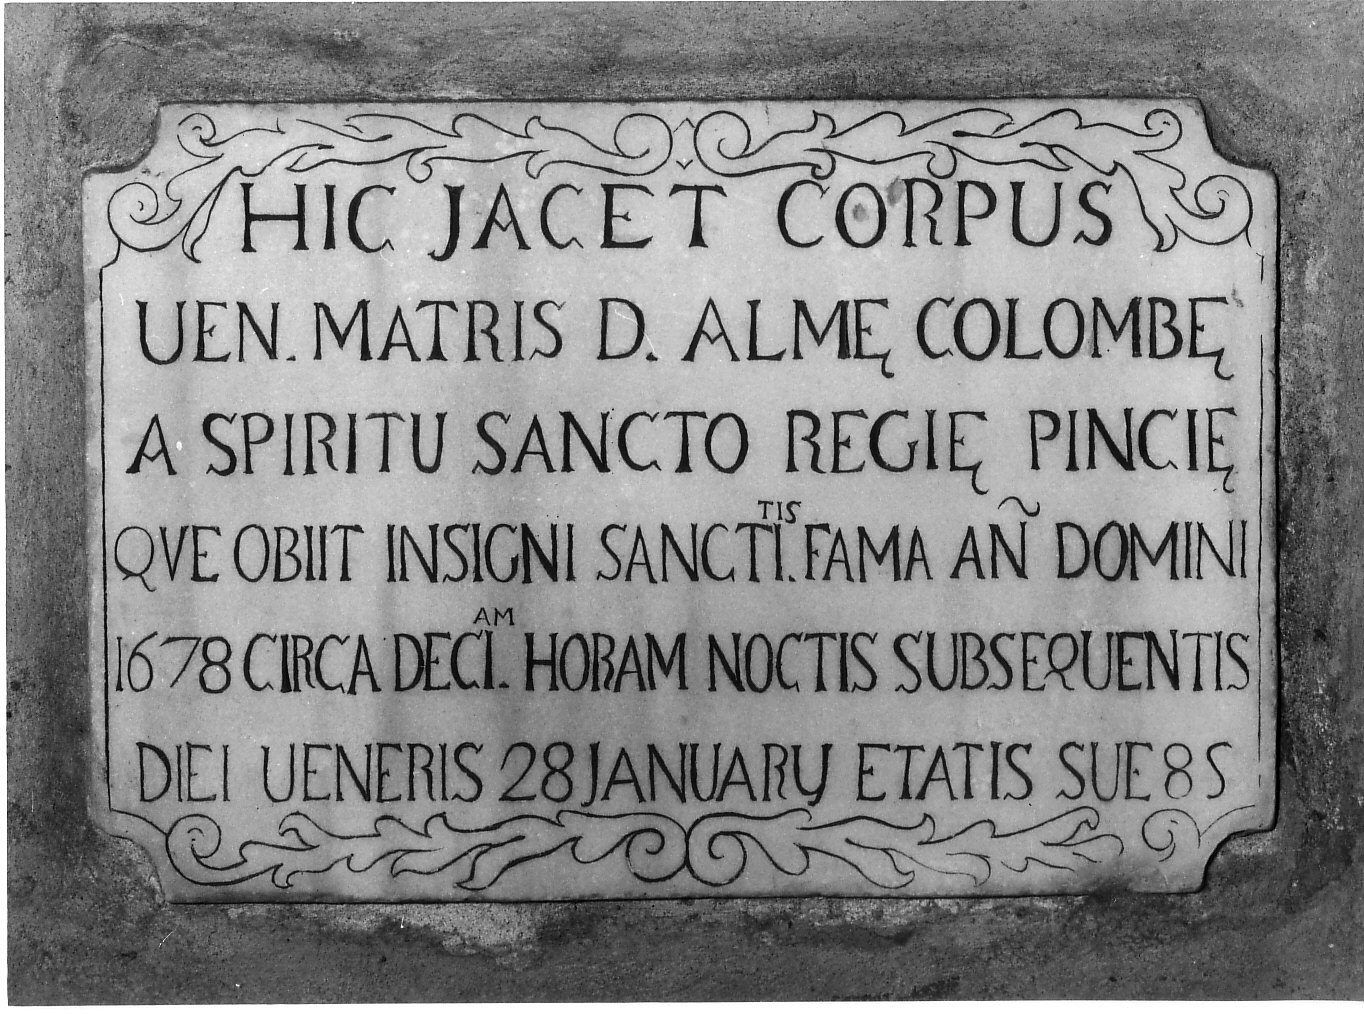 HIC JACET CORPUS
UEN. MATRIS D. ALMĘ COLOMBĘ
A SPIRITU SANCTO REGIĘ PINCIĘ
QVE OBIIT INSIGNI SANCTI.TIS FAMA AÑ DOMINI
1678 CIRCA DECI.AM HORAM NOCTIS SUBSEQUENTIS
DIEI UENERIS 28 JANUARY ETATIS SUE 85